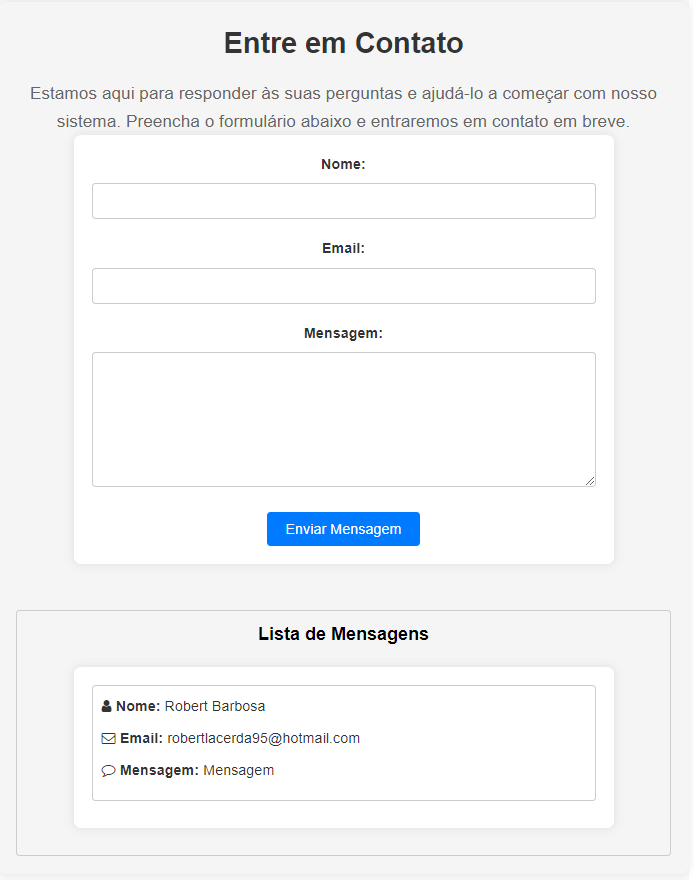 Entre em Contato
Estamos aqui para responder às suas perguntas e ajudá-lo a começar com nosso
sistema. Preencha o formulário abaixo e entraremos em contato em breve.
Nome:
Email:
Mensagem:
Enviar Mensagem
Lista de Mensagens
Nome: Robert Barbosa
Email: robertlacerda95@hotmail.com
Mensagem: Mensagem